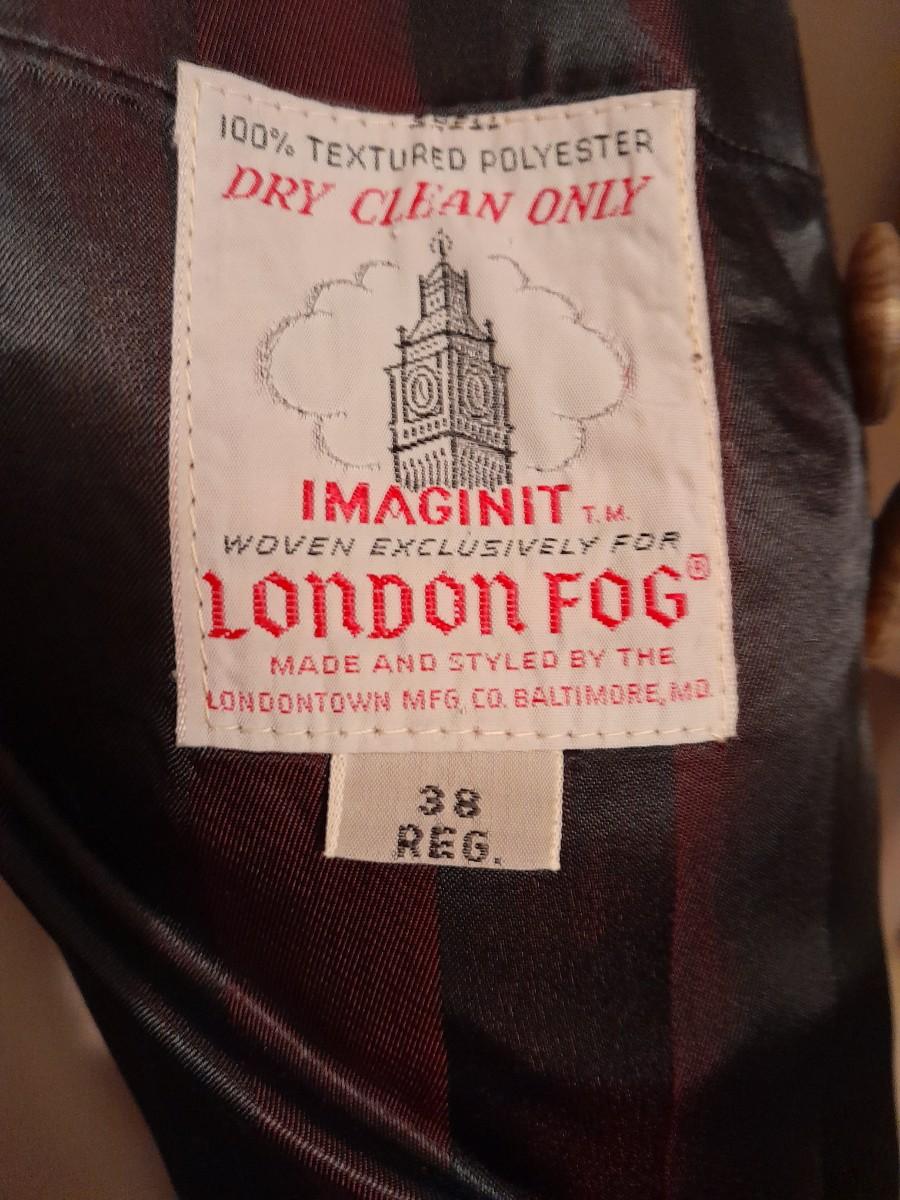 100% TEXTURED POLYESTER
DRY CLEAN ONLY
IMAGINIT T.M.
WOVEN EXCLUSIVELY FOR
LONDON FOG®
MADE AND STYLED BY THE
LONDONTOWN MFG. CO. BALTIMORE, MD.
38
REG.